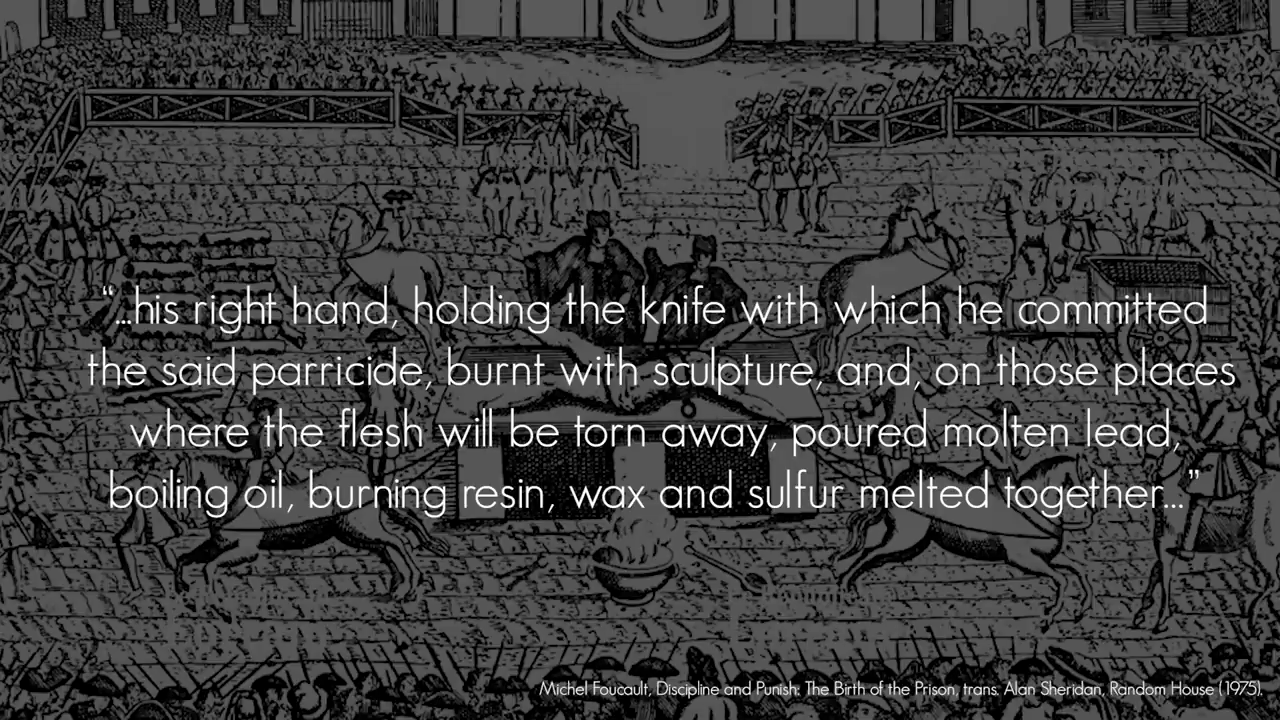 “...his right hand, holding the knife with which he committed
the said parricide, burnt with sculpture, and, on those places
where the flesh will be torn away, poured molten lead,
boiling oil, burning resin, wax and sulfur melted together...”
Michel Foucault, Discipline and Punish: The Birth of the Prison, trans. Alan Sheridan, Random House (1975).